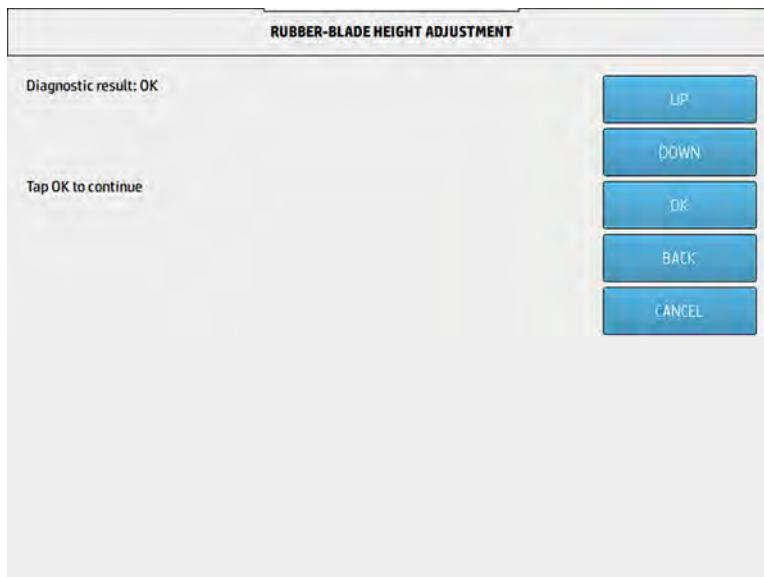 RUBBER-BLADE HEIGHT ADJUSTMENT
Diagnostic result: OK
UP
DOWN
Tap OK to continue
OK
BACK
CANCEL